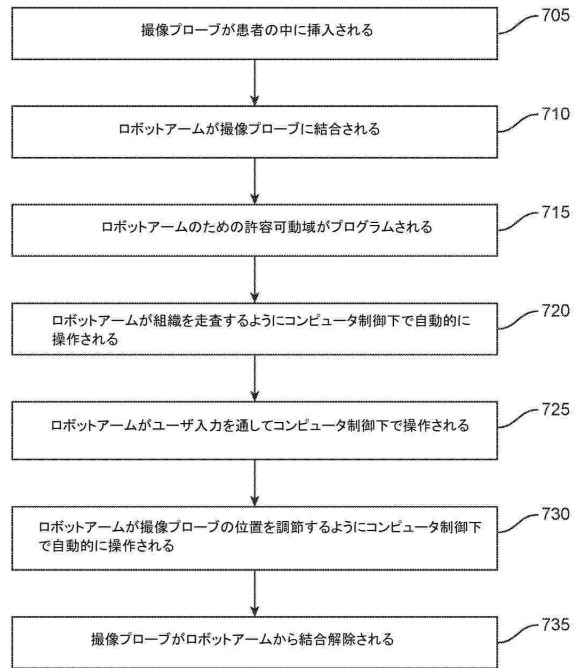 撮像プローブが患者の中に挿入される
705
ロボットアームが撮像プローブに結合される
710
ロボットアームのための許容可動域がプログラムされる
715
ロボットアームが組織を走査するようにコンピュータ制御下で自動的に
操作される
720
ロボットアームがユーザ入力を通してコンピュータ制御下で操作される
725
ロボットアームが撮像プローブの位置を調節するようにコンピュータ制御下
で自動的に操作される
730
撮像プローブがロボットアームから結合解除される
735